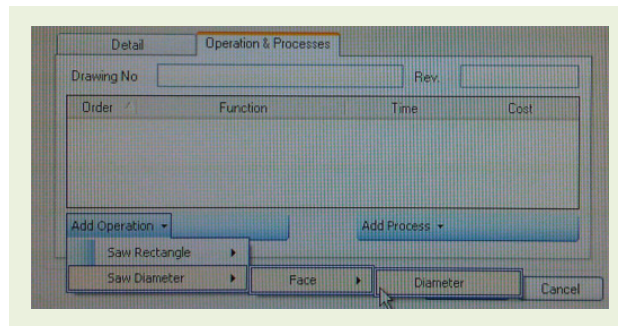 Detail Operation & Processes
Drawing No Rev.
Order Function Time Cost
Add Operation Add Process
Saw Rectangle
Saw Diameter Face Diameter Cancel